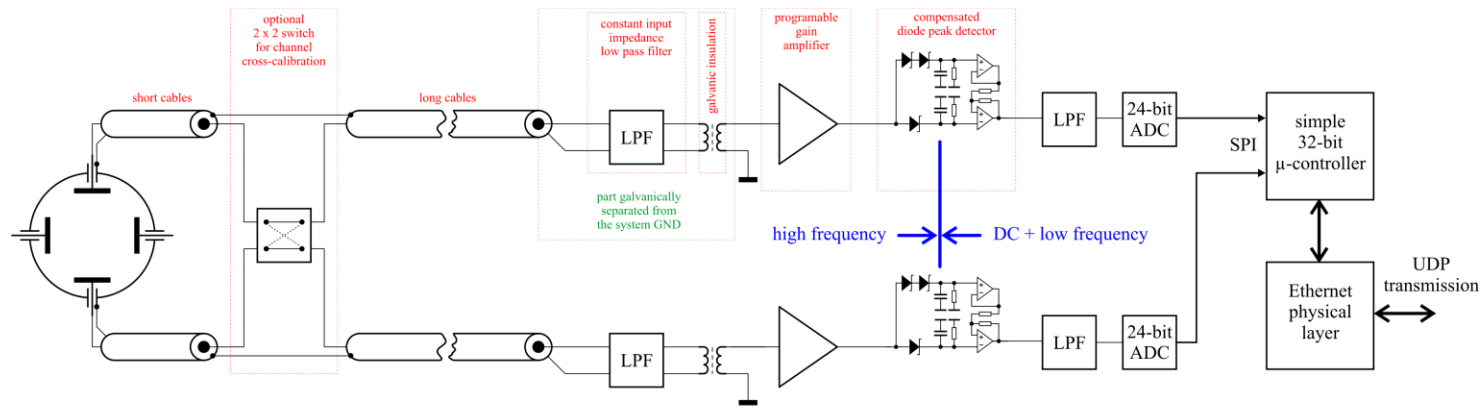 optional
2 x 2 switch
for channel
cross-calibration
short cables
long cables
constant input
impedance
low pass filter
galvanic insulation
programable
gain
amplifier
compensated
diode peak detector
LPF
LPF
24-bit
ADC
SPI
simple
32-bit
μ-controller
part galvanically
separated from
the system GND
high frequency
DC + low frequency
LPF
LPF
24-bit
ADC
Ethernet
physical
layer
UDP
transmission